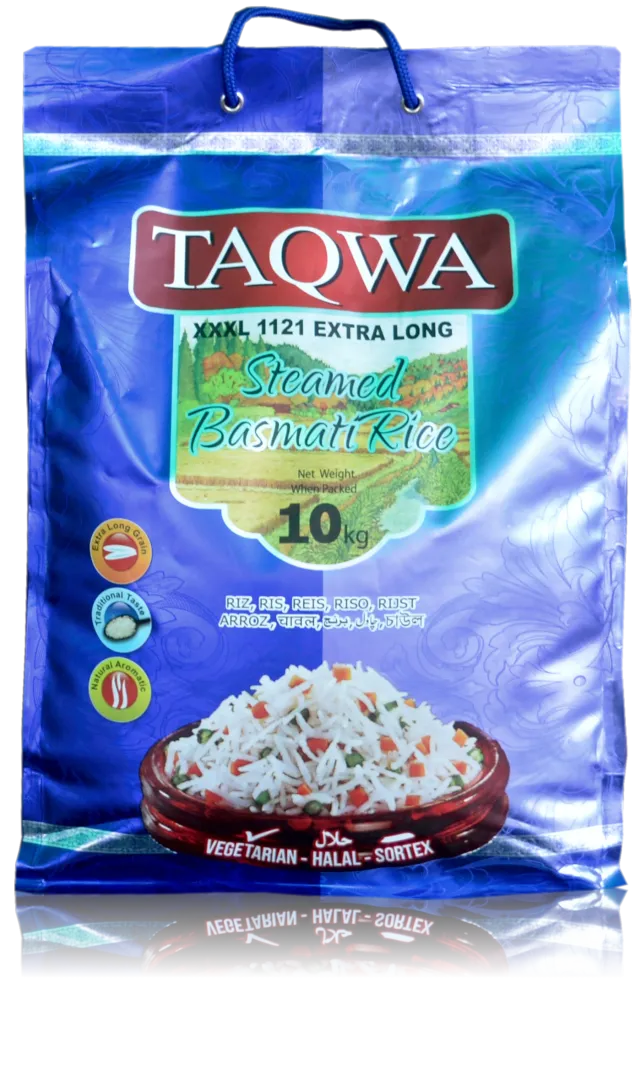 TAQWA
XXXL 1121 EXTRA LONG
Steamed
Basmati Rice
Net Weight
When Packed
10kg
Extra Long Grain
Traditional Taste
Natural Aromatic
RIZ, RIS, REIS, RISO, RIJST
ARROZ, चावल, চাউল
حلال
VEGETARIAN - HALAL - SORTEX